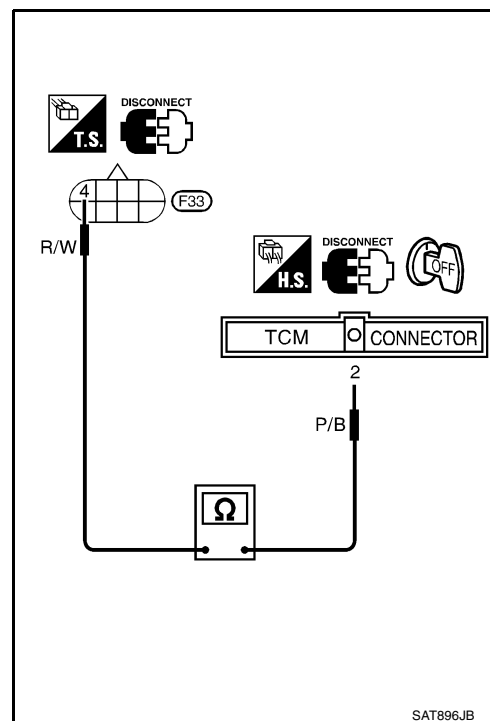 DISCONNECT
T.S.
4
F33
R/W
DISCONNECT
H.S.
OFF
TCM CONNECTOR
2
P/B
Ω
SAT896JB